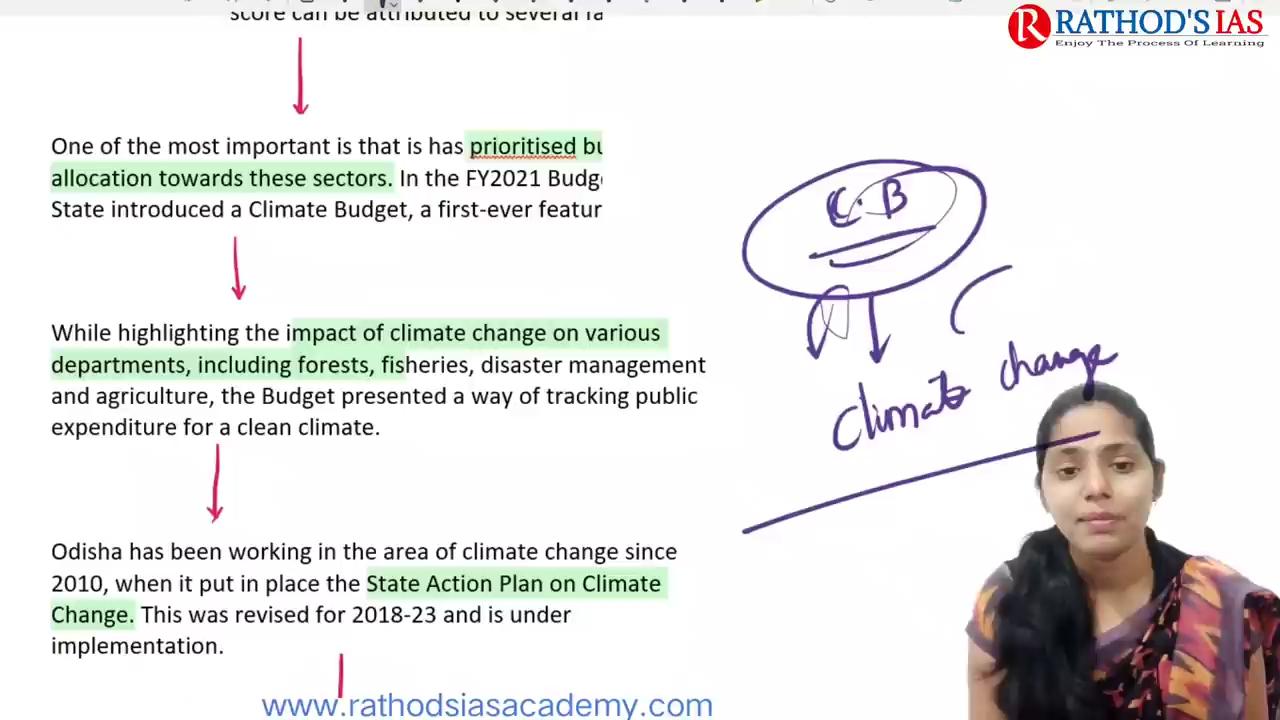 score can be attributed to several fa
RATHOD'S IAS
Enjoy The Process Of Learning
One of the most important is that is has prioritised bu
allocation towards these sectors. In the FY2021 Budge
State introduced a Climate Budget, a first-ever featur
C.B
While highlighting the impact of climate change on various
departments, including forests, fisheries, disaster management
and agriculture, the Budget presented a way of tracking public
expenditure for a clean climate.
Climate change
Odisha has been working in the area of climate change since
2010, when it put in place the State Action Plan on Climate
Change. This was revised for 2018-23 and is under
implementation.
www.rathodsiasacademy.com